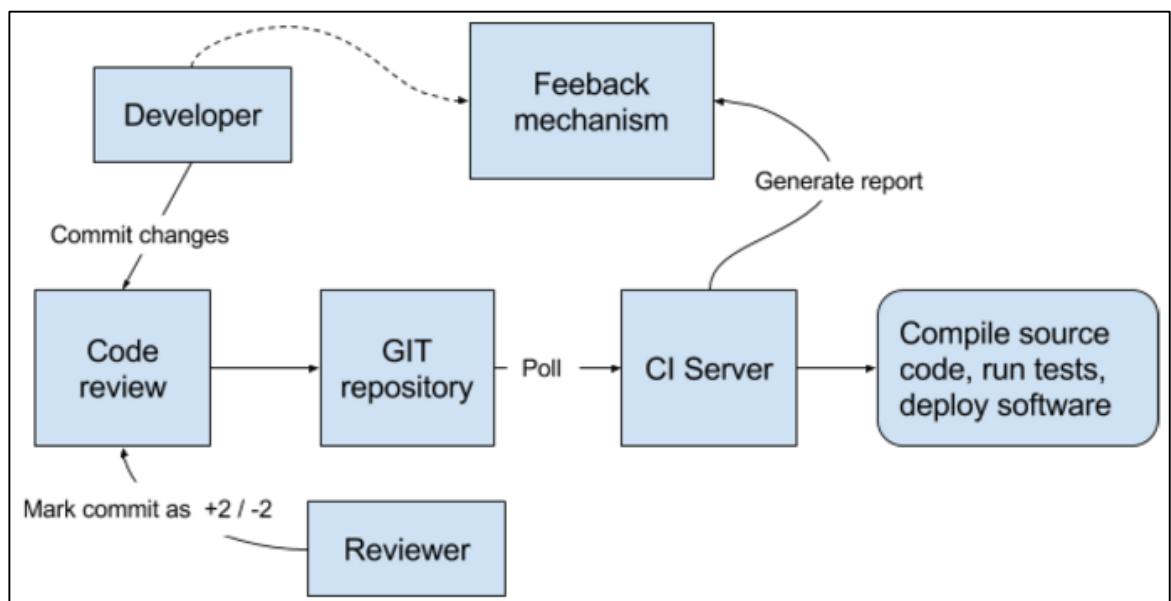 Developer
Feeback
mechanism
Generate report
Commit changes
Code
review
GIT
repository
Poll
CI Server
Compile source
code, run tests,
deploy software
Mark commit as +2 / -2
Reviewer